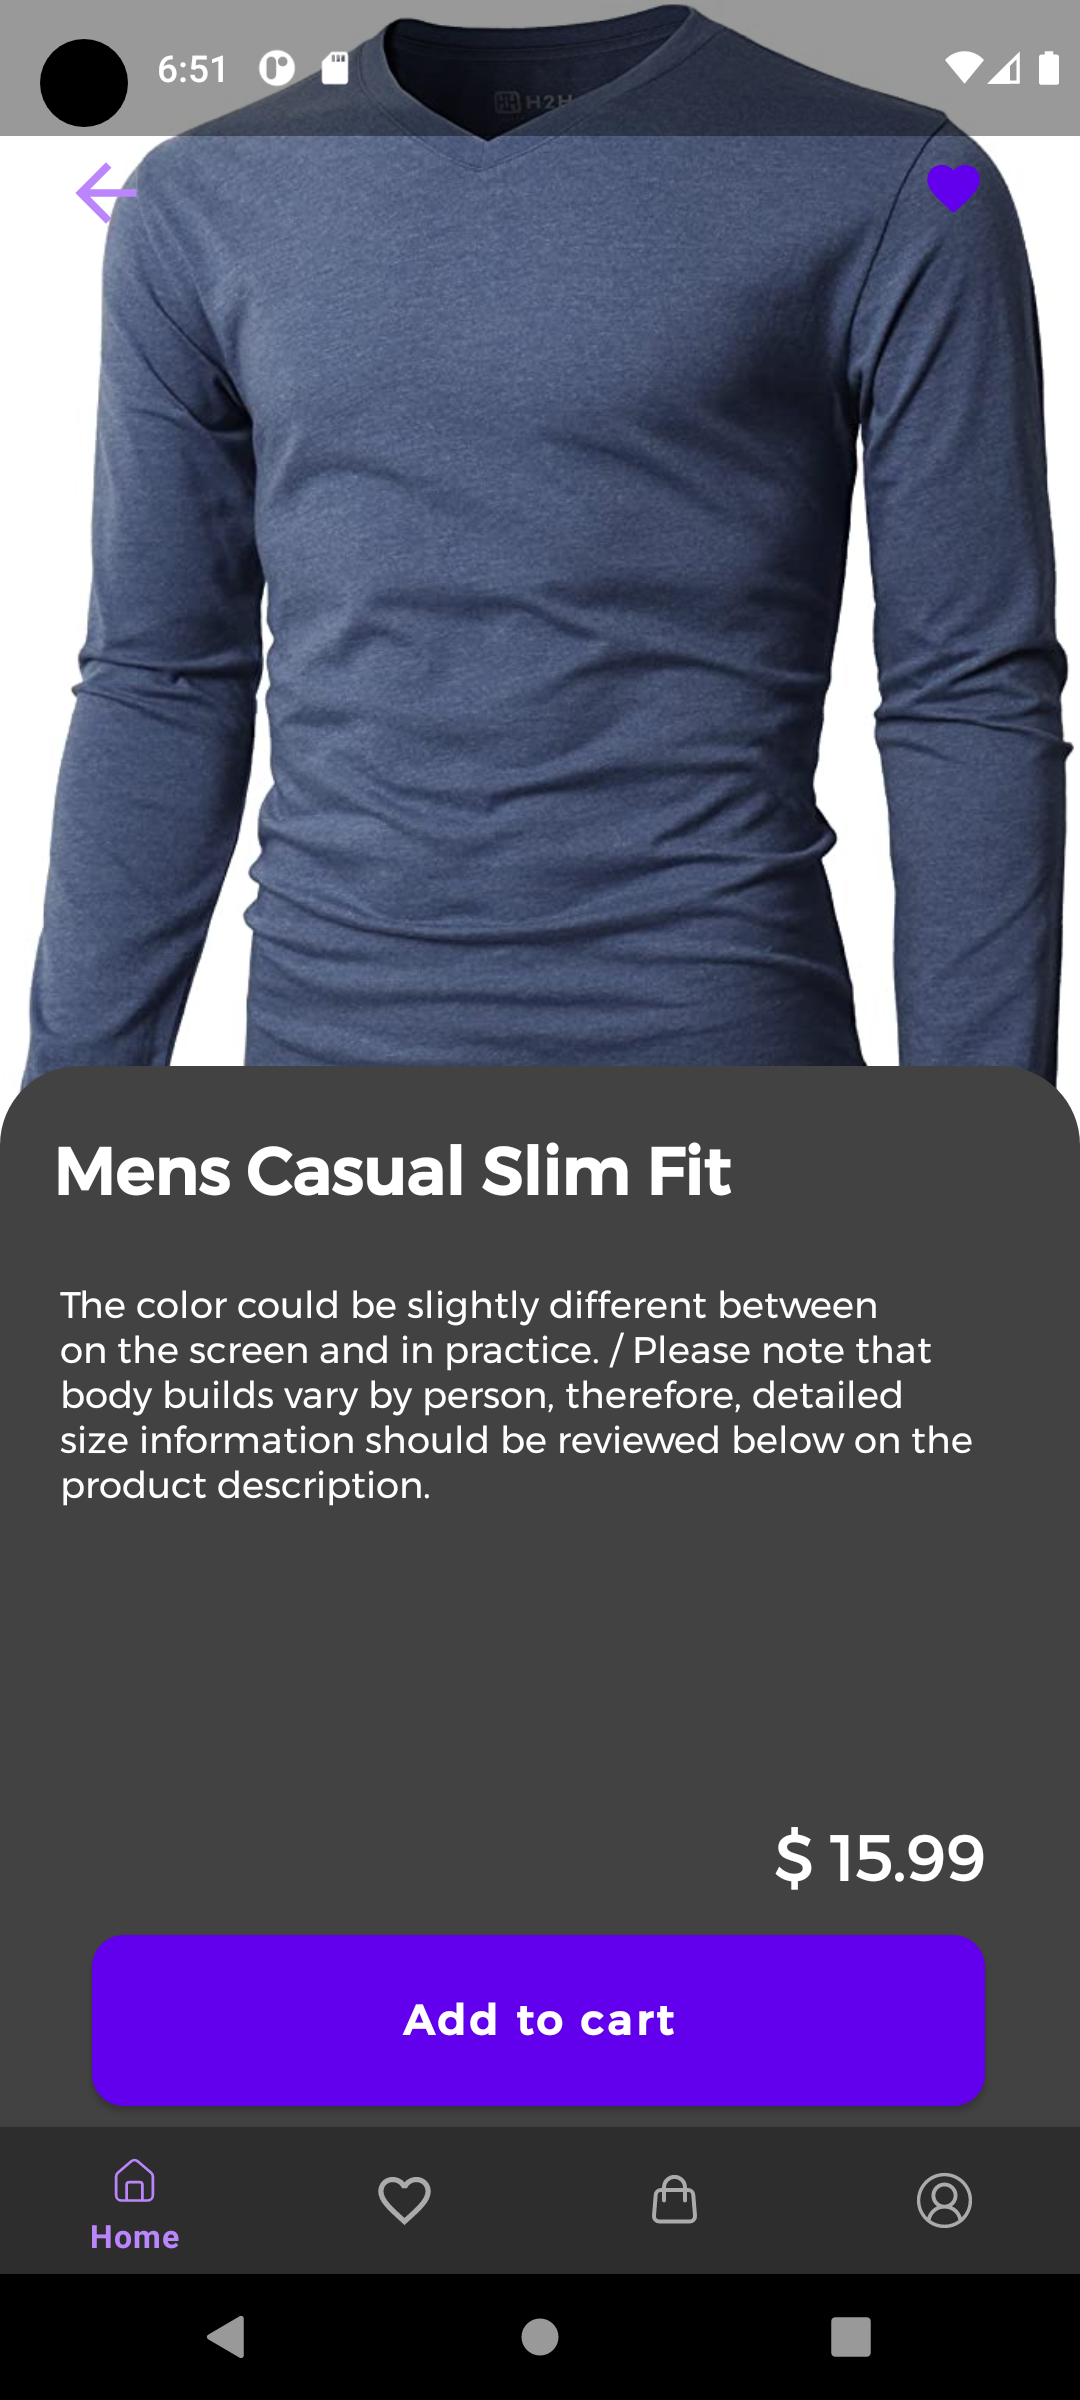 6:51
H2H
Mens Casual Slim Fit
The color could be slightly different between
on the screen and in practice. / Please note that
body builds vary by person, therefore, detailed
size information should be reviewed below on the
product description.
$ 15.99
Add to cart
Home